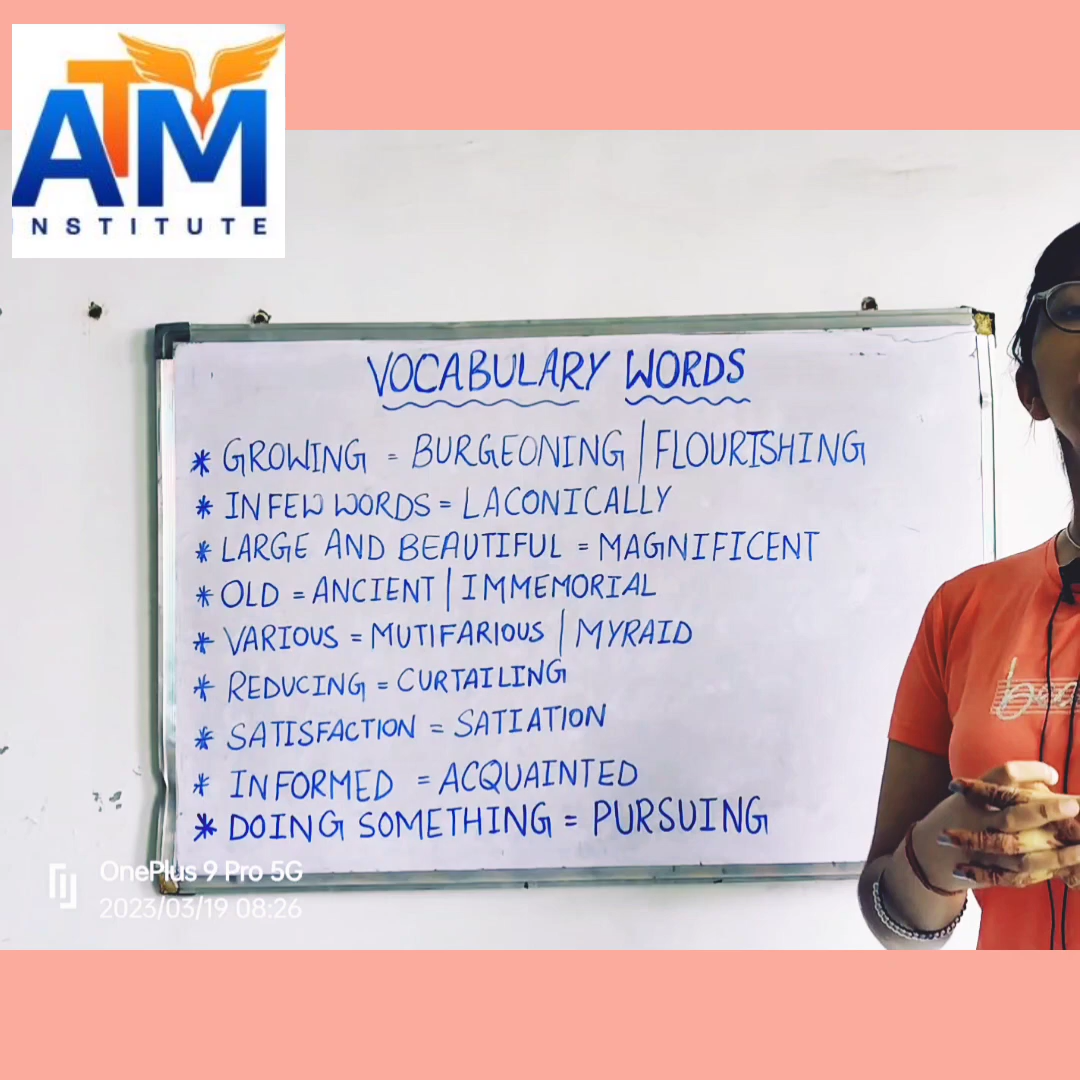 ATM
INSTITUTE
VOCABULARY WORDS
* GROWING = BURGEONING | FLOURISHING
* IN FEW WORDS = LACONICALLY
* LARGE AND BEAUTIFUL = MAGNIFICENT
* OLD = ANCIENT | IMMEMORIAL
* VARIOUS = MUTIFARIOUS | MYRAID
* REDUCING = CURTAILING
* SATISFACTION = SATIATION
* INFORMED = ACQUAINTED
* DOING SOMETHING = PURSUING
OnePlus 9 Pro 5G
2023/03/19 08:26